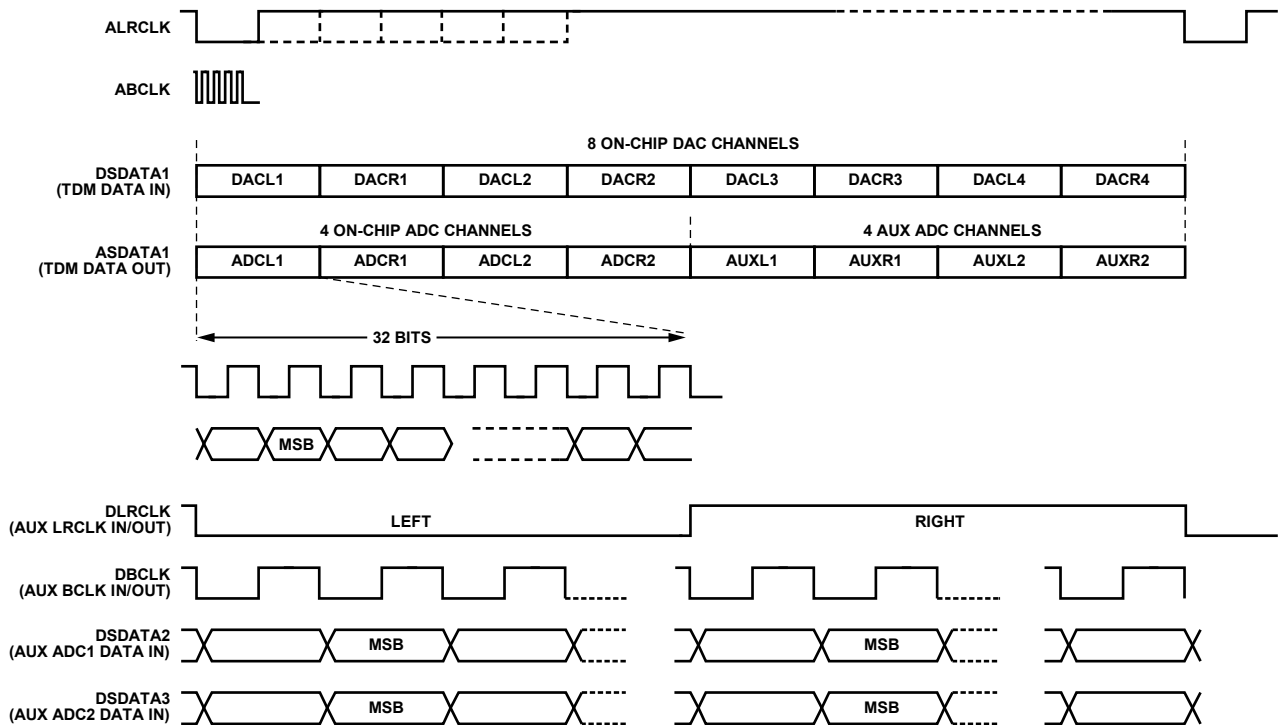 ALRCLK
ABCLK
8 ON-CHIP DAC CHANNELS
DSDATA1
(TDM DATA IN)
DACL1 DACR1 DACL2 DACR2 DACL3 DACR3 DACL4 DACR4
4 ON-CHIP ADC CHANNELS 4 AUX ADC CHANNELS
ASDATA1
(TDM DATA OUT)
ADCL1 ADCR1 ADCL2 ADCR2 AUXL1 AUXR1 AUXL2 AUXR2
32 BITS
MSB
DLRCLK
(AUX LRCLK IN/OUT)
LEFT RIGHT
DBCLK
(AUX BCLK IN/OUT)
DSDATA2
(AUX ADC1 DATA IN)
MSB MSB
DSDATA3
(AUX ADC2 DATA IN)
MSB MSB